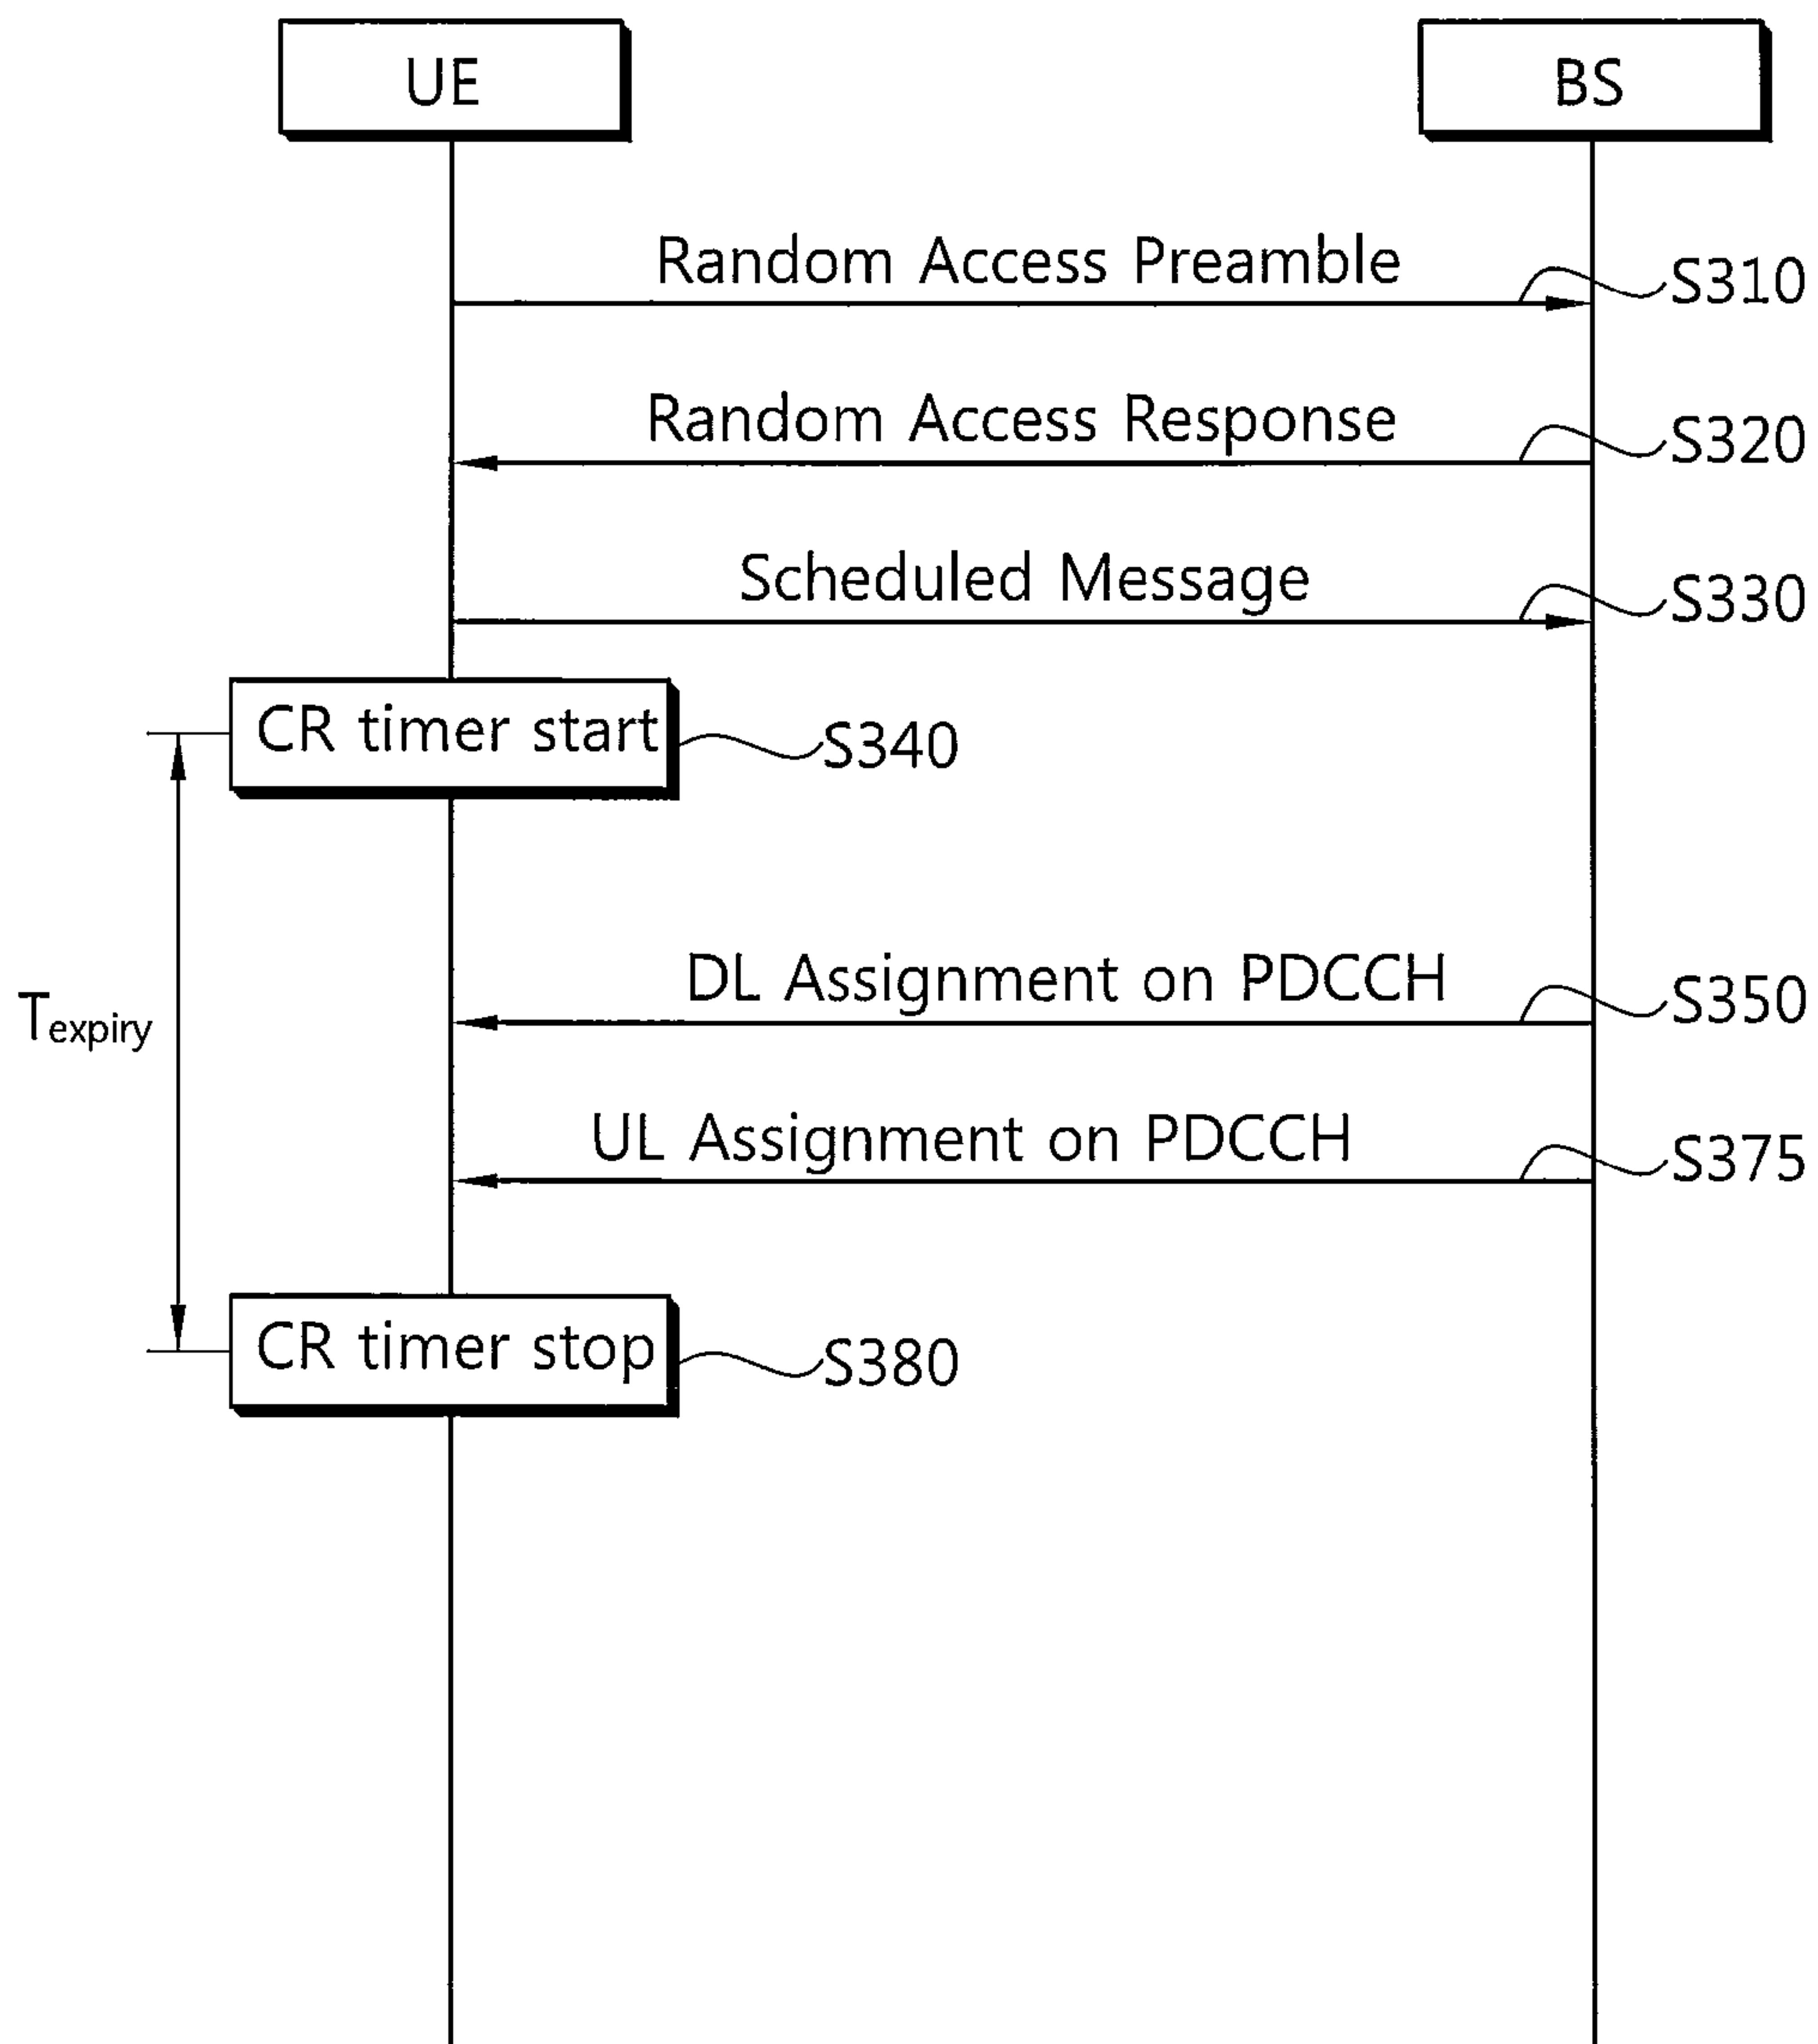 UE
BS
Random Access Preamble
S310
Random Access Response
S320
Scheduled Message
S330
CR timer start
S340
DL Assignment on PDCCH
S350
Texpiry
UL Assignment on PDCCH
S375
CR timer stop
S380